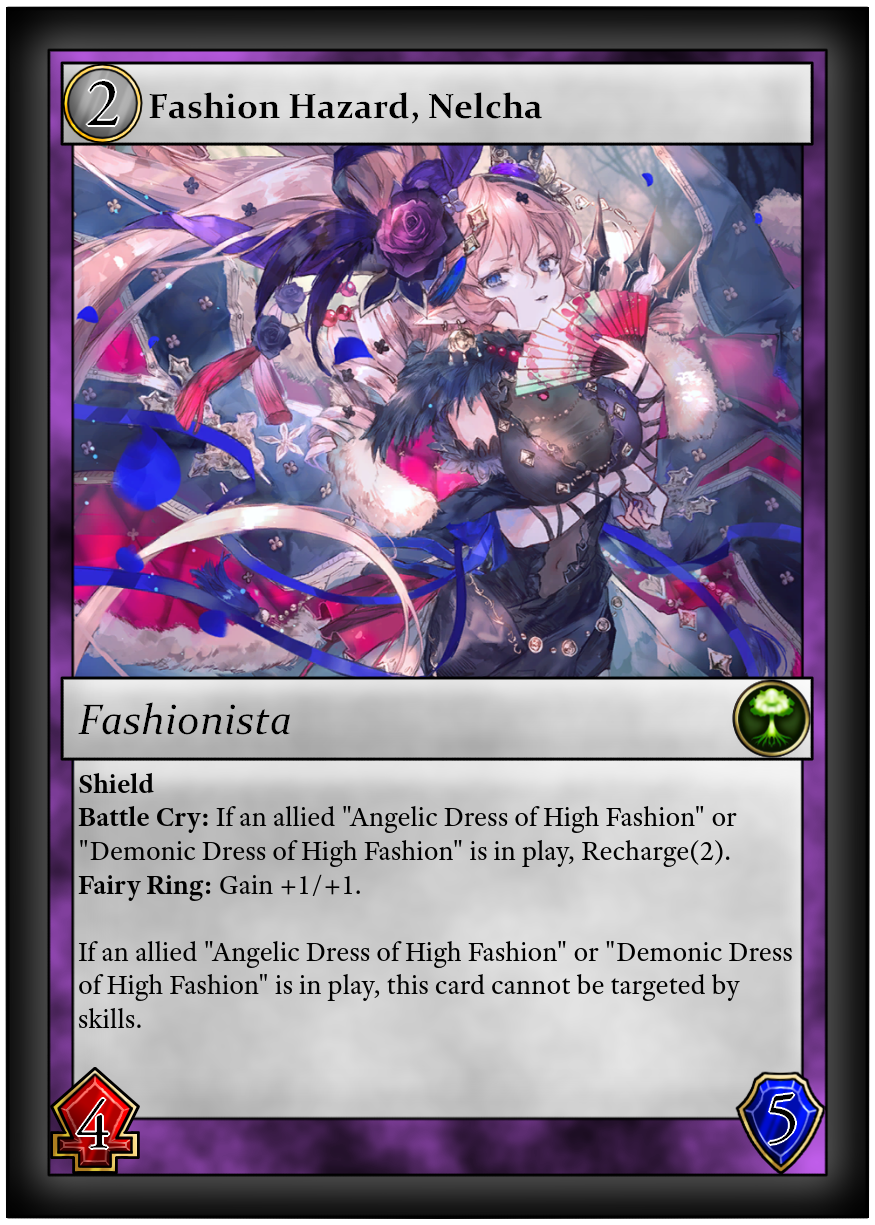 2 Fashion Hazard, Nelcha
Fashionista
Shield
Battle Cry: If an allied "Angelic Dress of High Fashion" or
"Demonic Dress of High Fashion" is in play, Recharge(2).
Fairy Ring: Gain +1/+1.
If an allied "Angelic Dress of High Fashion" or "Demonic Dress
of High Fashion" is in play, this card cannot be targeted by
skills.
4 5